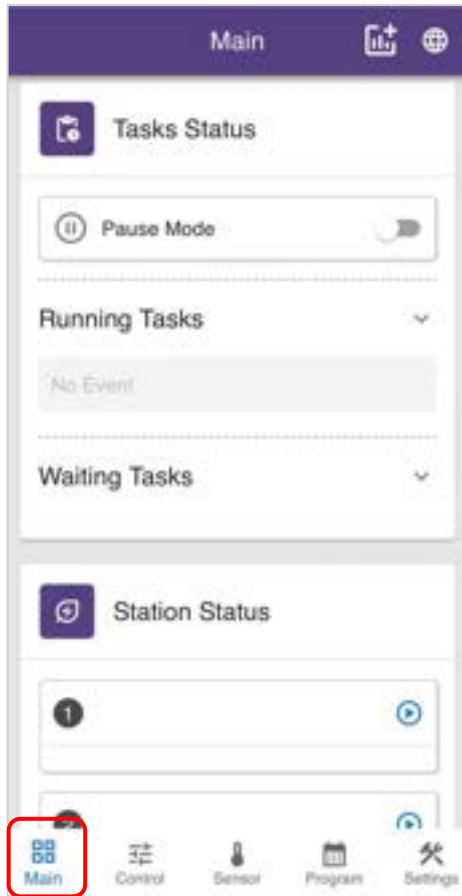 Main
Tasks Status
Pause Mode
Running Tasks
No Event
Waiting Tasks
Station Status
1
2
Main Control Sensor Program Settings